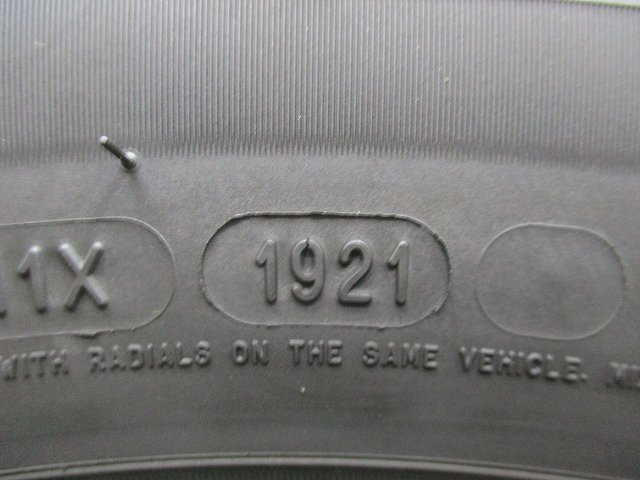 1X 1921
WITH RADIALS ON THE SAME VEHICLE.